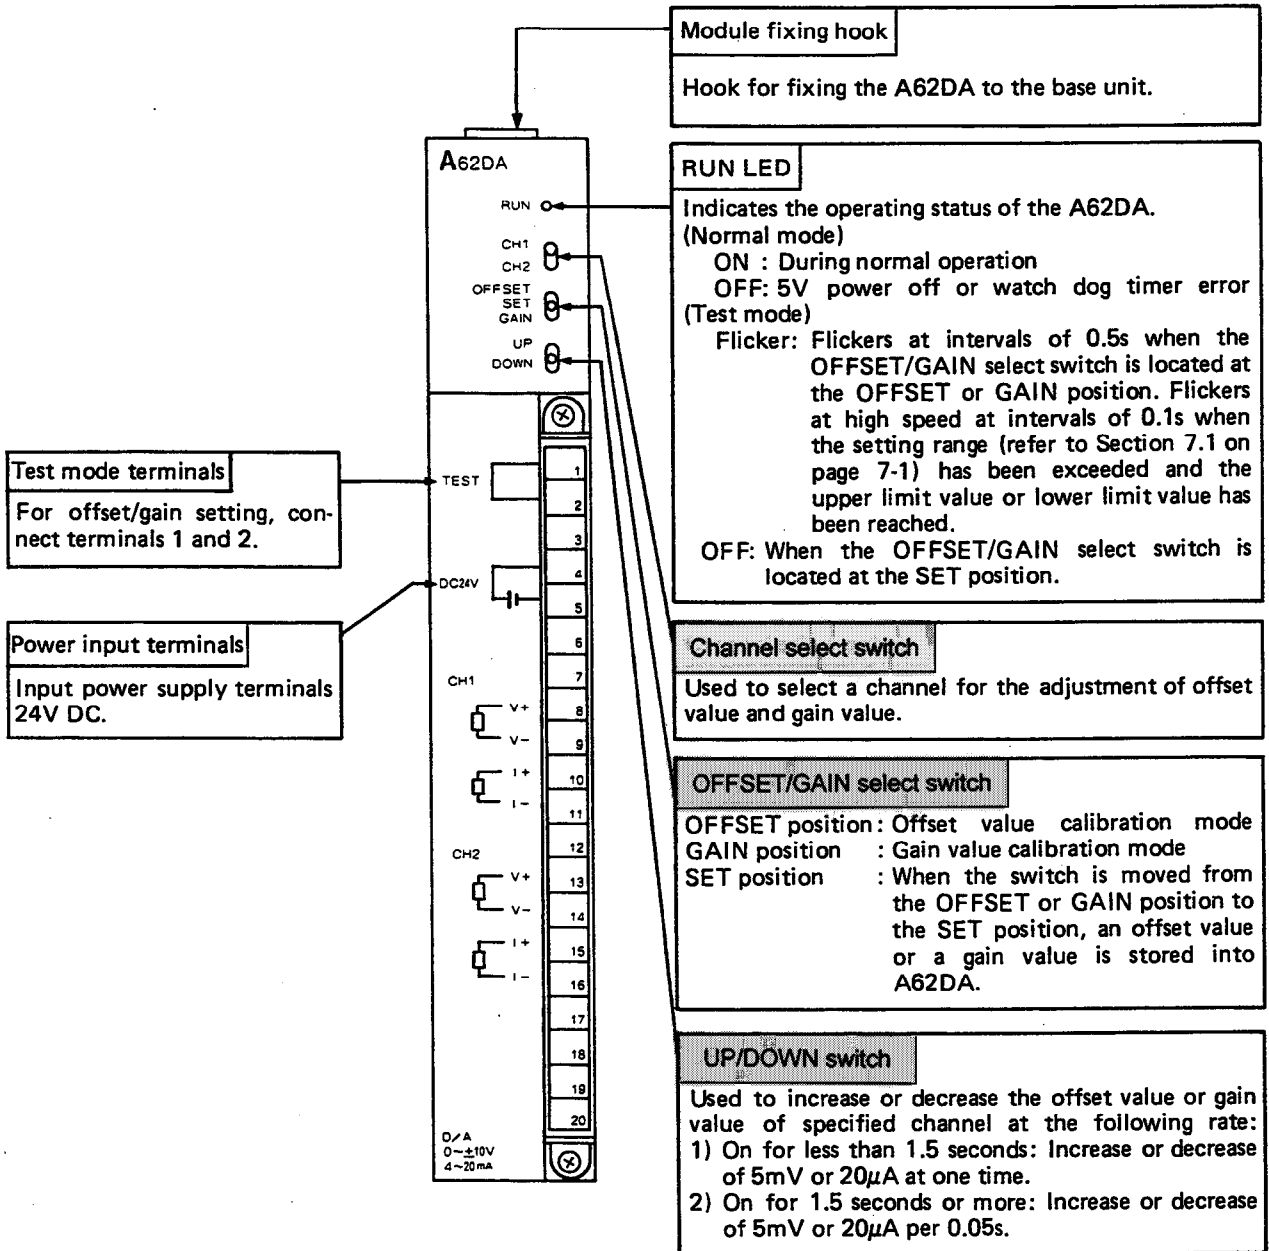 Module fixing hook
Hook for fixing the A62DA to the base unit.
A62DA
RUN
CH1
CH2
OFFSET
SET
GAIN
UP
DOWN
RUN LED
Indicates the operating status of the A62DA.
(Normal mode)
ON : During normal operation
OFF: 5V power off or watch dog timer error
(Test mode)
Flicker: Flickers at intervals of 0.5s when the
OFFSET/GAIN select switch is located at
the OFFSET or GAIN position. Flickers
at high speed at intervals of 0.1s when
the setting range (refer to Section 7.1 on
page 7-1) has been exceeded and the
upper limit value or lower limit value has
been reached.
OFF: When the OFFSET/GAIN select switch is
located at the SET position.
Test mode terminals
For offset/gain setting, con-
nect terminals 1 and 2.
Power input terminals
Input power supply terminals
24V DC.
TEST
DC24V
CH1
V+
V-
I+
I-
CH2
V+
V-
I+
I-
1
2
3
4
5
6
7
8
9
10
11
12
13
14
15
16
17
18
19
20
D/A
0~±10V
4~20mA
Channel select switch
Used to select a channel for the adjustment of offset
value and gain value.
OFFSET/GAIN select switch
OFFSET position: Offset value calibration mode
GAIN position : Gain value calibration mode
SET position : When the switch is moved from
the OFFSET or GAIN position to
the SET position, an offset value
or a gain value is stored into
A62DA.
UP/DOWN switch
Used to increase or decrease the offset value or gain
value of specified channel at the following rate:
1) On for less than 1.5 seconds: Increase or decrease
of 5mV or 20μA at one time.
2) On for 1.5 seconds or more: Increase or decrease
of 5mV or 20μA per 0.05s.